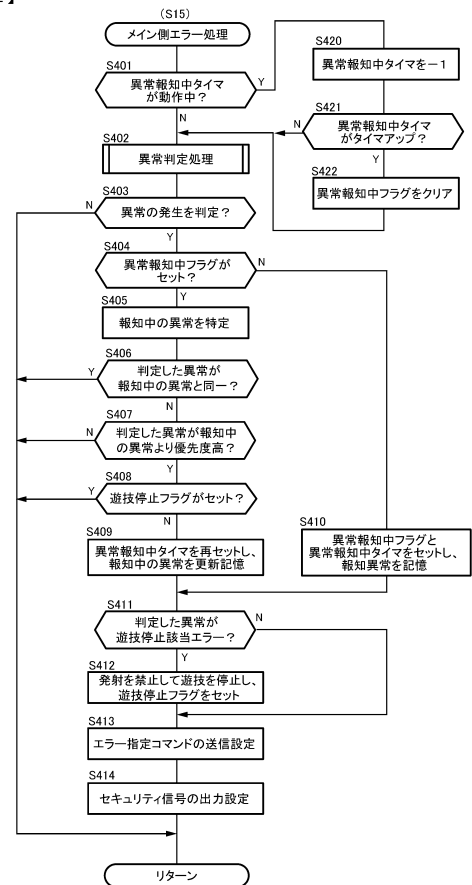 】
(S15)
メイン側エラー処理
S401
異常報知中タイマ
が動作中？
Y
N
S420
異常報知中タイマを－１
S421
異常報知中タイマ
がタイマアップ？
N
Y
S422
異常報知中フラグをクリア
S402
異常判定処理
S403
異常の発生を判定？
N
Y
S404
異常報知中フラグが
セット？
N
Y
S405
報知中の異常を特定
S406
判定した異常が
報知中の異常と同一？
Y
N
S407
判定した異常が報知中
の異常より優先度高？
N
Y
S408
遊技停止フラグがセット？
Y
N
S409
異常報知中タイマを再セットし、
報知中の異常を更新記憶
S410
異常報知中フラグと
異常報知中タイマをセットし、
報知異常を記憶
S411
判定した異常が
遊技停止該当エラー？
N
Y
S412
発射を禁止して遊技を停止し、
遊技停止フラグをセット
S413
エラー指定コマンドの送信設定
S414
セキュリティ信号の出力設定
リターン